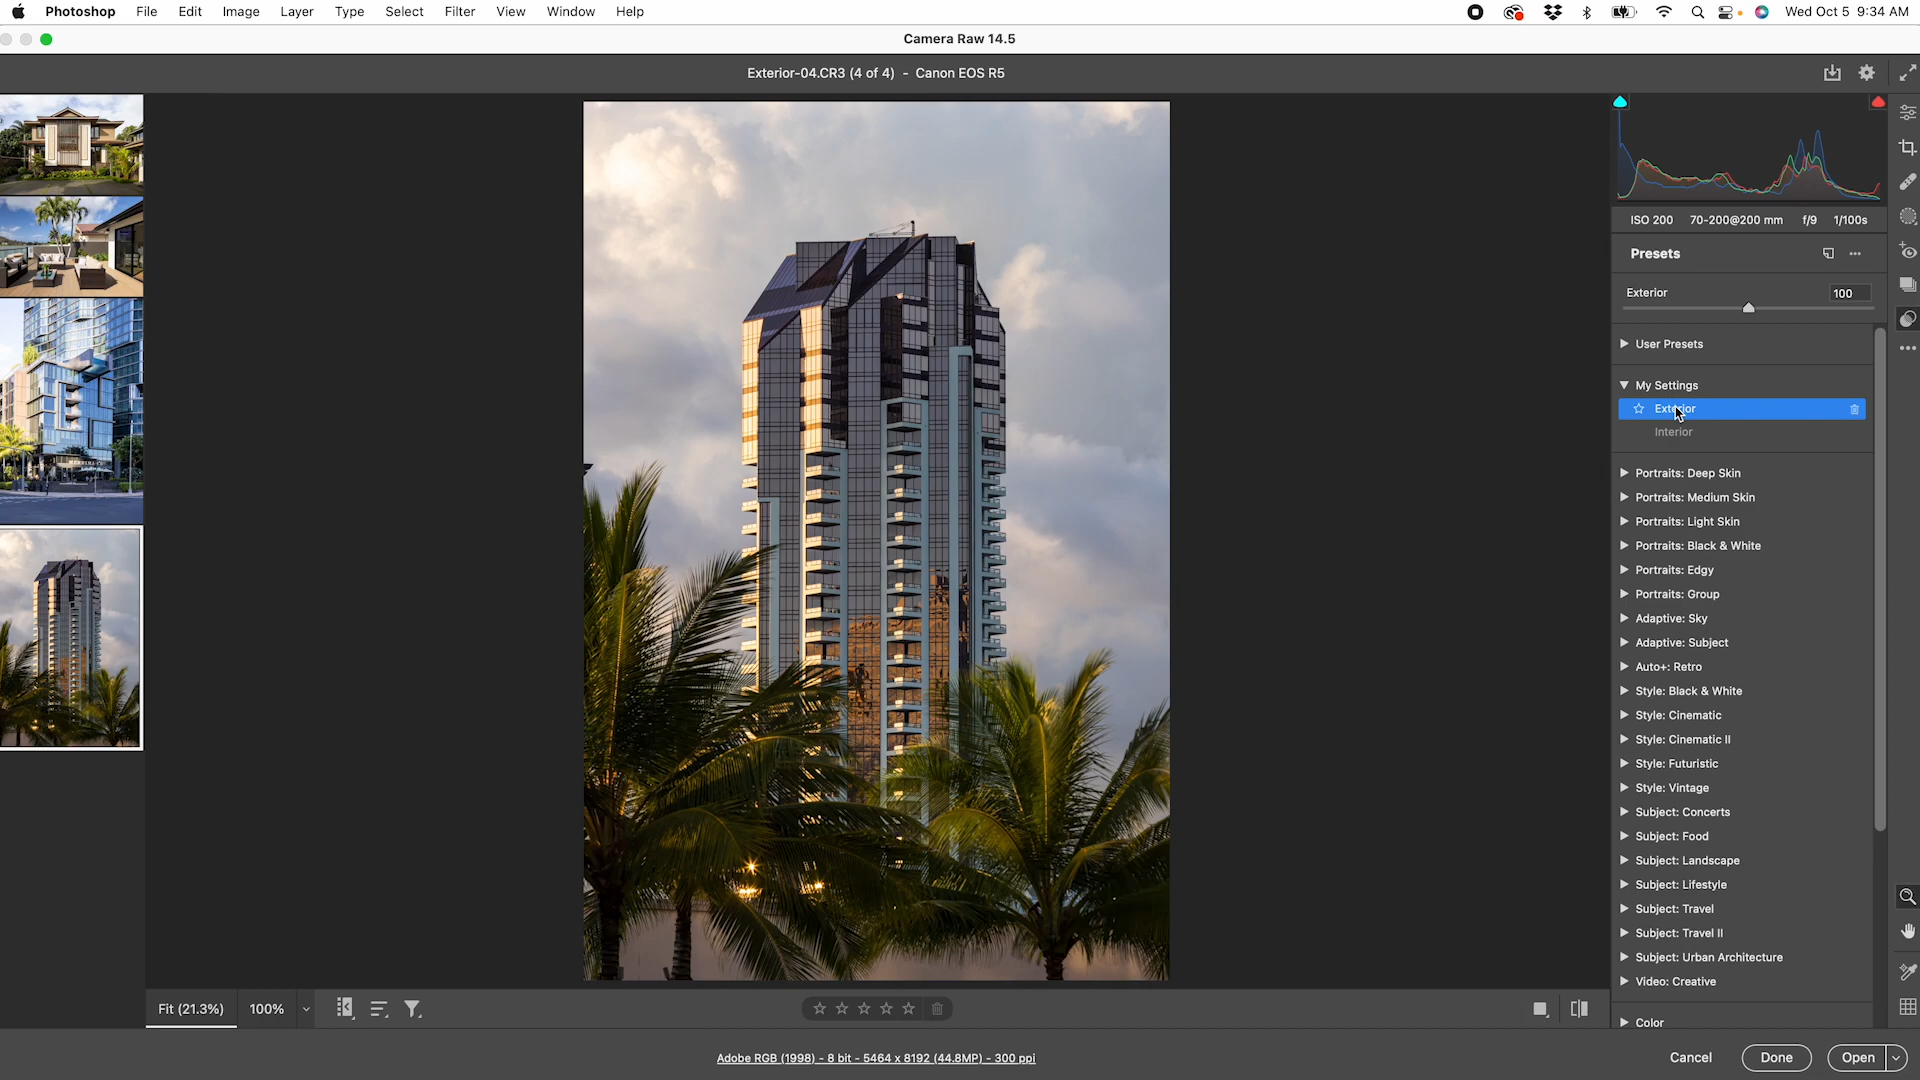 Photoshop File Edit Image Layer Type Select Filter View Window Help Wed Oct 5 9:34 AM
Camera Raw 14.5
Exterior-04.CR3 (4 of 4) - Canon EOS R5
ISO 200 70-200@200 mm f/9 1/100s
Presets
Exterior 100
User Presets
My Settings
Exterior
Interior
Portraits: Deep Skin
Portraits: Medium Skin
Portraits: Light Skin
Portraits: Black & White
Portraits: Edgy
Portraits: Group
Adaptive: Sky
Adaptive: Subject
Auto+: Retro
Style: Black & White
Style: Cinematic
Style: Cinematic II
Style: Futuristic
Style: Vintage
Subject: Concerts
Subject: Food
Subject: Landscape
Subject: Lifestyle
Subject: Travel
Subject: Travel II
Subject: Urban Architecture
Video: Creative
Color
Fit (21.3%) 100%
Adobe RGB (1998) - 8 bit - 5464 x 8192 (44.8MP) - 300 ppi
Cancel Done Open